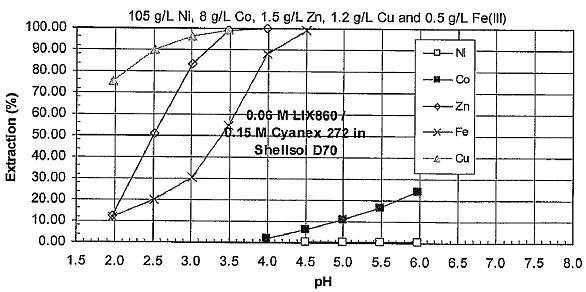 105 g/L Ni, 8 g/L Co, 1.5 g/L Zn, 1.2 g/L Cu and 0.5 g/L Fe(III)
100.00
90.00
80.00
70.00
60.00
50.00
40.00
30.00
20.00
10.00
0.00
Extraction (%)
0.06 M LIX860 /
0.15 M Cyanex 272 in
Shellsol D70
Ni
Co
Zn
Fe
Cu
1.5 2.0 2.5 3.0 3.5 4.0 4.5 5.0 5.5 6.0 6.5 7.0 7.5 8.0
pH